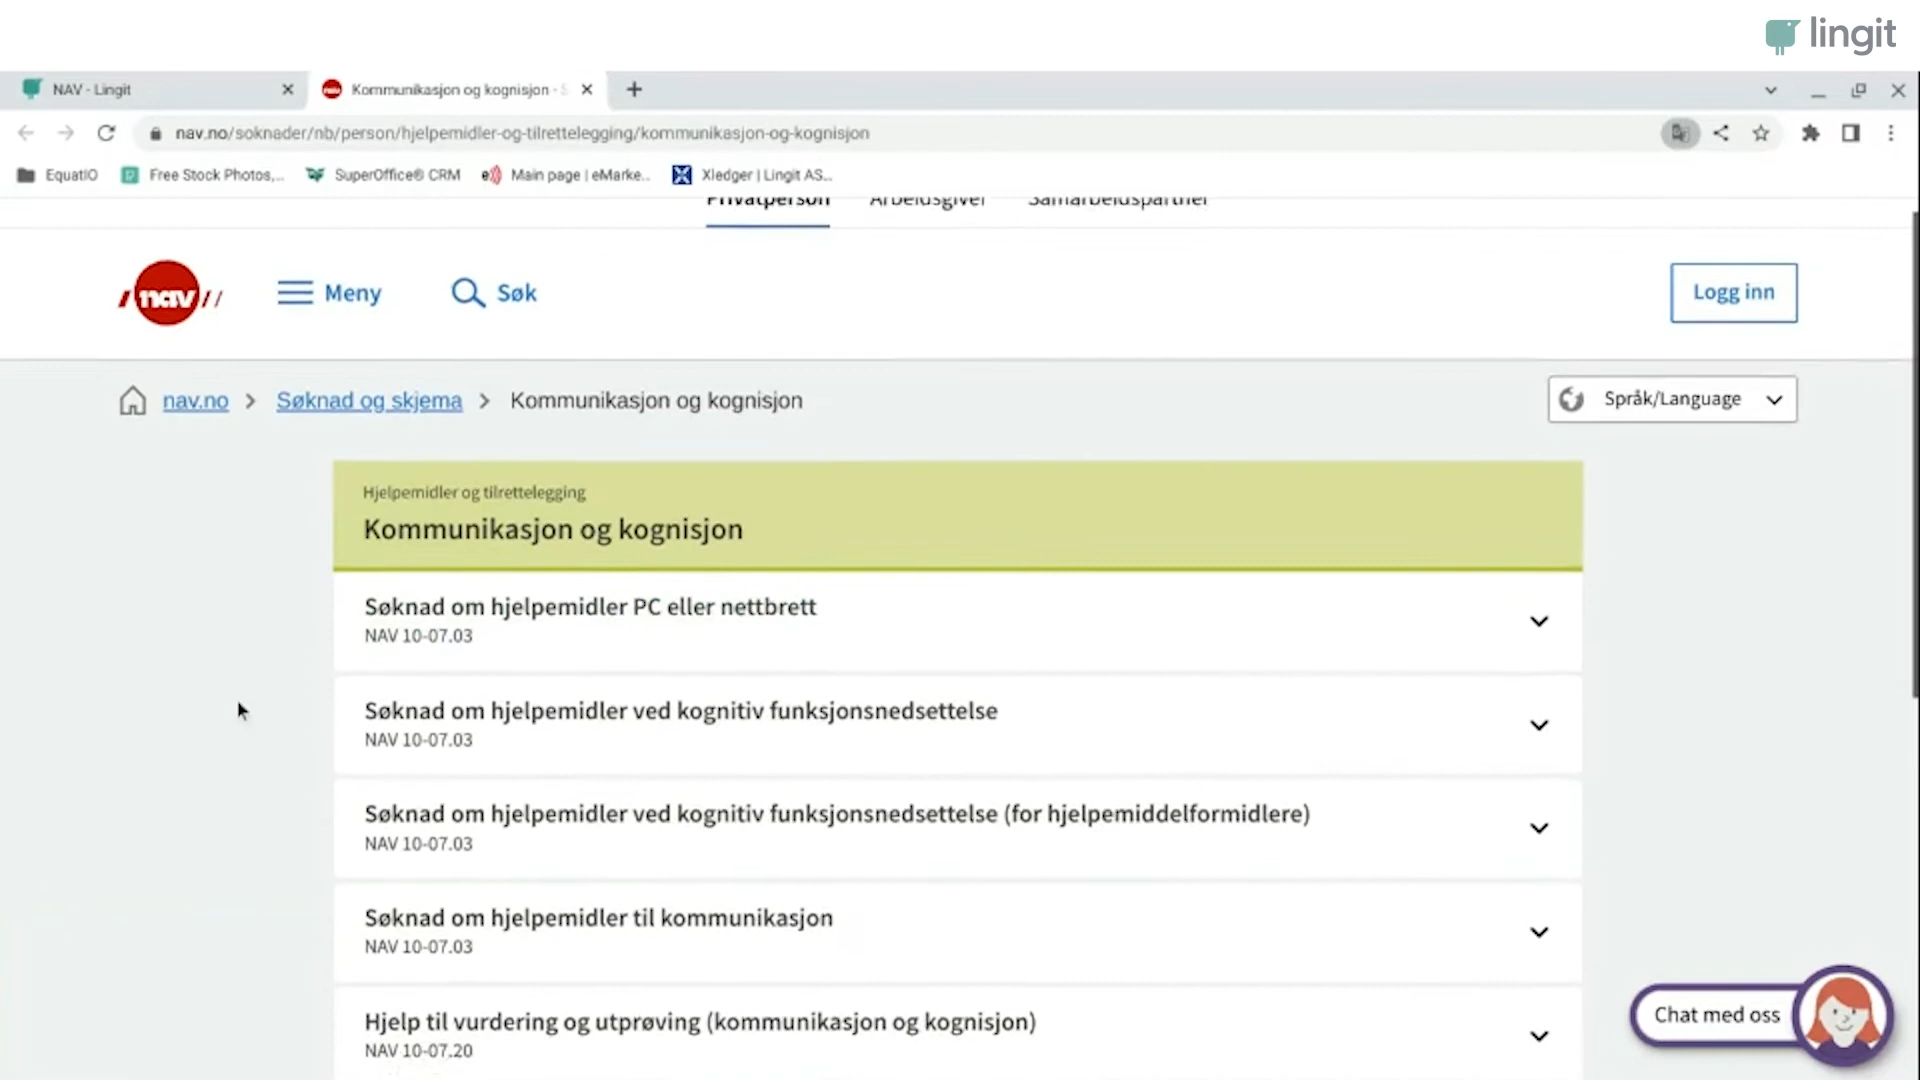 lingit
NAV - Lingit
Kommunikasjon og kognisjon -
nav.no/soknader/nb/person/hjelpemidler-og-tilrettelegging/kommunikasjon-og-kognisjon
EquatIO
Free Stock Photos,...
SuperOffice® CRM
Main page | eMarke...
Xledger | Lingit AS...
Privatperson
Arbeidsgiver
Samarbeidspartner
nav
Meny
Søk
Logg inn
nav.no
Søknad og skjema
Kommunikasjon og kognisjon
Språk/Language
Hjelpemidler og tilrettelegging
Kommunikasjon og kognisjon
Søknad om hjelpemidler PC eller nettbrett
NAV 10-07.03
Søknad om hjelpemidler ved kognitiv funksjonsnedsettelse
NAV 10-07.03
Søknad om hjelpemidler ved kognitiv funksjonsnedsettelse (for hjelpemiddelformidlere)
NAV 10-07.03
Søknad om hjelpemidler til kommunikasjon
NAV 10-07.03
Hjelp til vurdering og utprøving (kommunikasjon og kognisjon)
NAV 10-07.20
Chat med oss